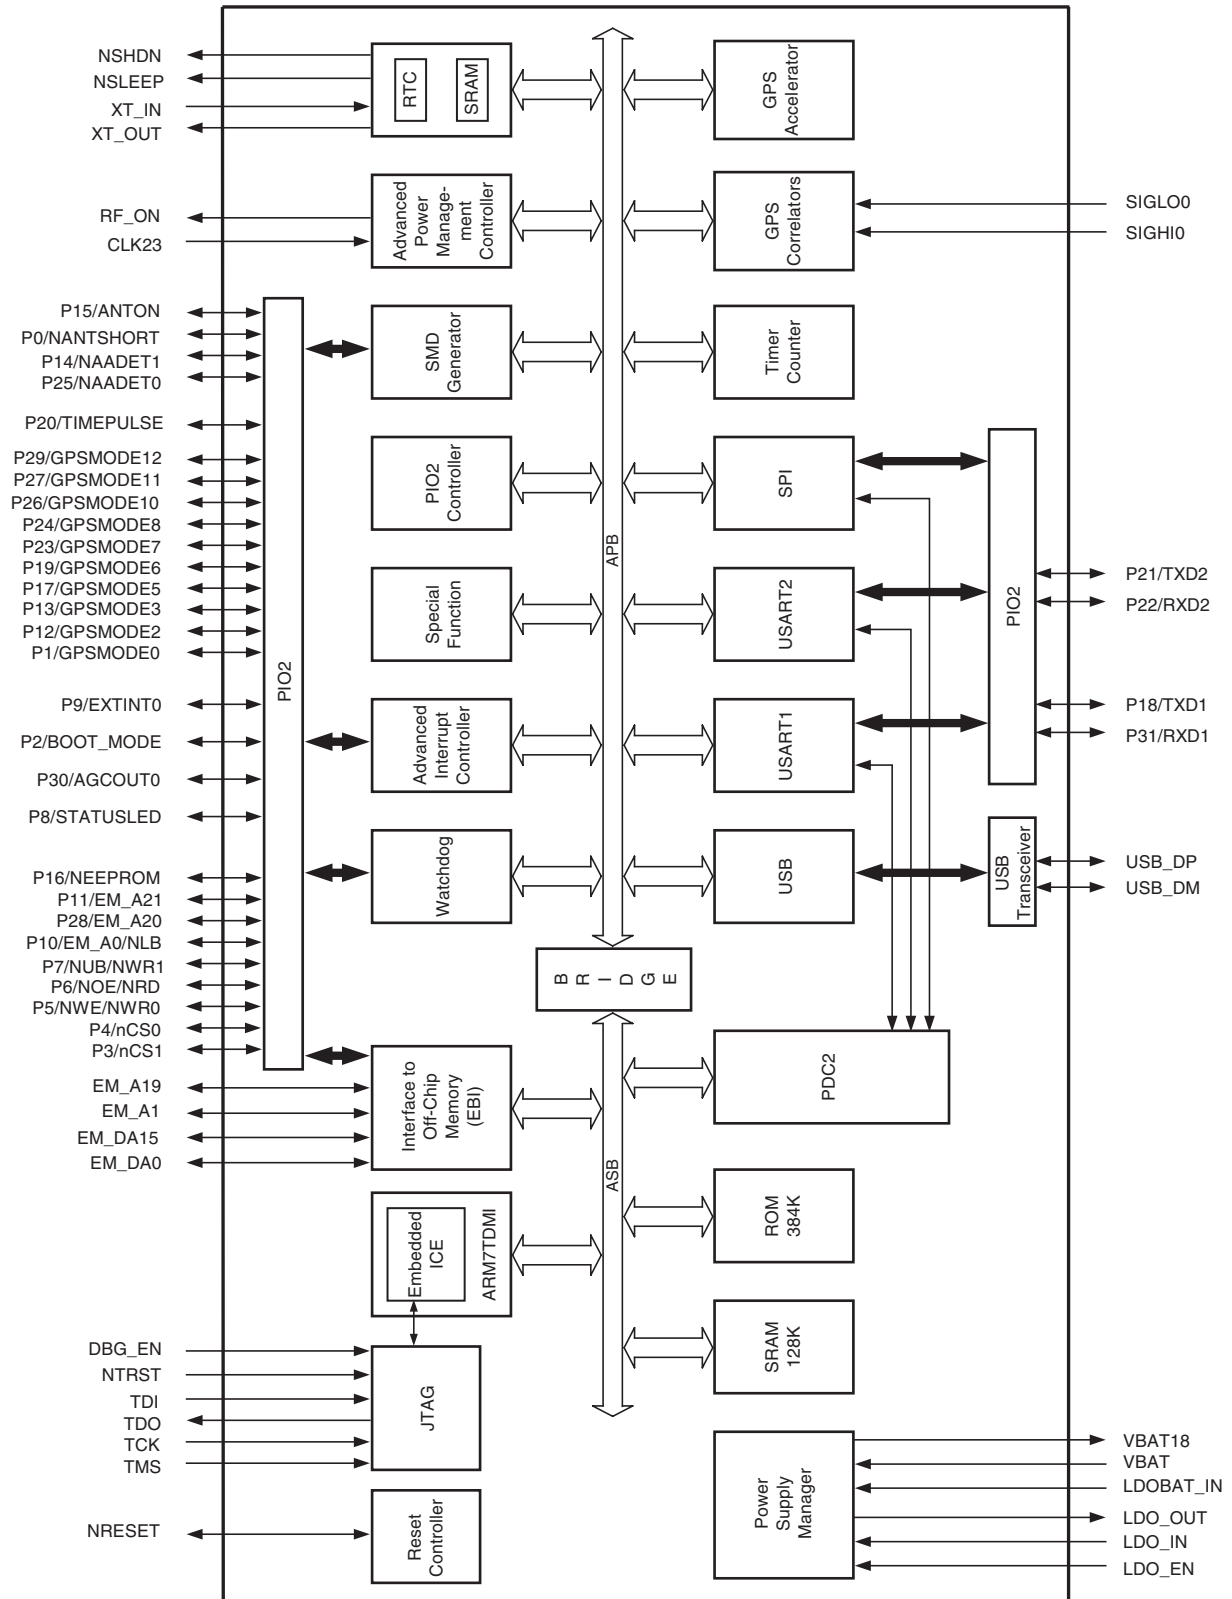 NSHDN
NSLEEP
XT_IN
XT_OUT
RF_ON
CLK23
P15/ANTON
P0/NANTSHORT
P14/NAADET1
P25/NAADET0
P20/TIMEPULSE
P29/GPSMODE12
P27/GPSMODE11
P26/GPSMODE10
P24/GPSMODE8
P23/GPSMODE7
P19/GPSMODE6
P17/GPSMODE5
P13/GPSMODE3
P12/GPSMODE2
P1/GPSMODE0
P9/EXTINT0
P2/BOOT_MODE
P30/AGCOUT0
P8/STATUSLED
P16/NEEPROM
P11/EM_A21
P28/EM_A20
P10/EM_A0/NLB
P7/NUB/NWR1
P6/NOE/NRD
P5/NWE/NWR0
P4/nCS0
P3/nCS1
EM_A19
EM_A1
EM_DA15
EM_DA0
DBG_EN
NTRST
TDI
TDO
TCK
TMS
NRESET
PIO2
RTC
SRAM
Advanced
Power
Manage-
ment
Controller
SMD
Generator
PIO2
Controller
Special
Function
Advanced
Interrupt
Controller
Watchdog
Interface to
Off-Chip
Memory
(EBI)
Embedded
ICE
ARM7TDMI
JTAG
Reset
Controller
APB
BRIDGE
ASB
GPS
Accelerator
GPS
Correlators
Timer
Counter
SPI
USART2
USART1
USB
PDC2
ROM
384K
SRAM
128K
Power
Supply
Manager
PIO2
USB
Transceiver
SIGLO0
SIGHI0
P21/TXD2
P22/RXD2
P18/TXD1
P31/RXD1
USB_DP
USB_DM
VBAT18
VBAT
LDOBAT_IN
LDO_OUT
LDO_IN
LDO_EN